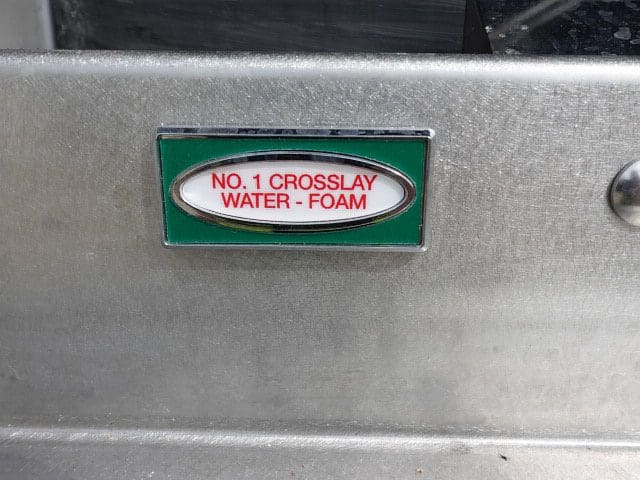 NO. 1 CROSSLAY
WATER - FOAM